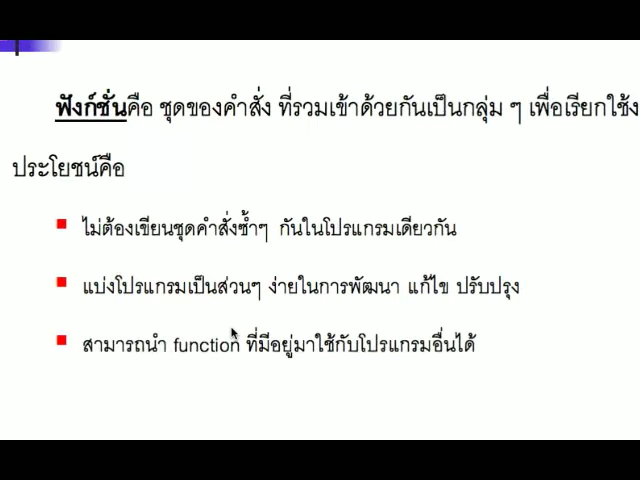 ฟังก์ชั่นคือ ชุดของคำสั่ง ที่รวมเข้าด้วยกันเป็นกลุ่ม ๆ เพื่อเรียกใช้ง
ประโยชน์คือ
ไม่ต้องเขียนชุดคำสั่งซ้ำๆ กันในโปรแกรมเดียวกัน
แบ่งโปรแกรมเป็นส่วนๆ ง่ายในการพัฒนา แก้ไข ปรับปรุง
สามารถนำ function ที่มีอยู่มาใช้กับโปรแกรมอื่นได้